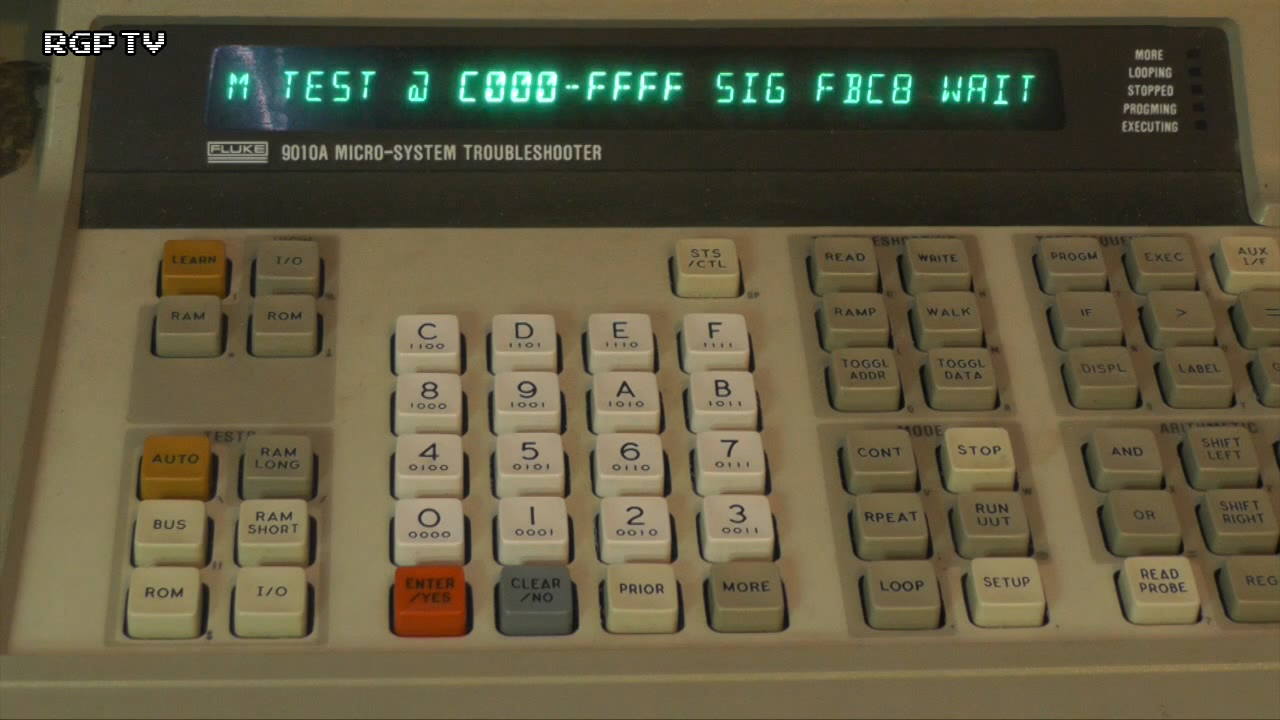 RGPTV
M TEST @ C000-FFFF SIG FBC8 WAIT
MORE
LOOPING
STOPPED
PROGMING
EXECUTING
FLUKE 9010A MICRO-SYSTEM TROUBLESHOOTER
LEARN I/O
RAM ROM
STS /CTL
READ WRITE
RAMP WALK
TOGGL ADDR TOGGL DATA
PROGM EXEC AUX I/F
IF > =
DISPL LABEL
C 1100 D 1101 E 1110 F 1111
8 1000 9 1001 A 1010 B 1011
4 0100 5 0101 6 0110 7 0111
0 0000 1 0001 2 0010 3 0011
ENTER /YES CLEAR /NO PRIOR MORE
TESTS
AUTO RAM LONG
BUS RAM SHORT
ROM I/O
MODE
CONT STOP
RPEAT RUN UUT
LOOP SETUP
ARITHMETIC
AND SHIFT LEFT
OR SHIFT RIGHT
READ PROBE REG